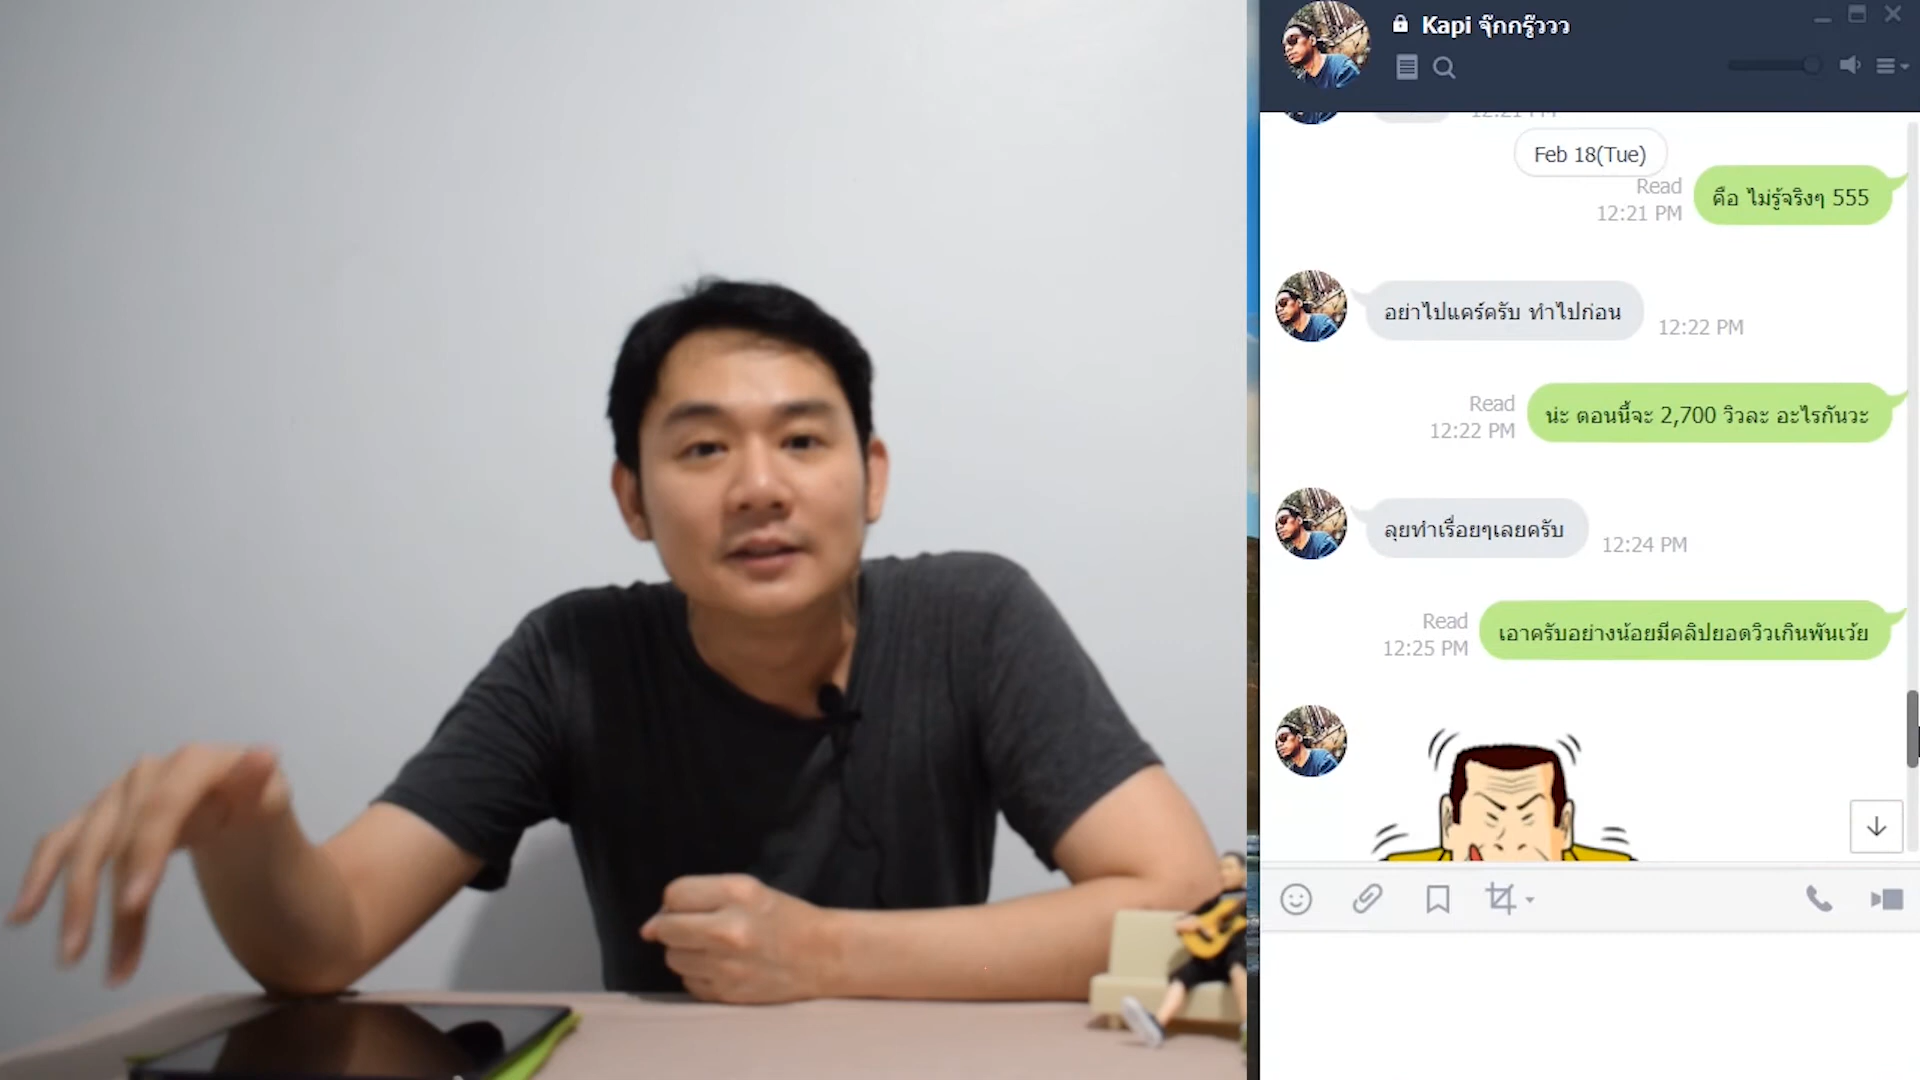 Kapi จุ๊กกรู๊ววว
12:21 PM
Feb 18(Tue)
Read
12:21 PM
คือ ไม่รู้จริงๆ 555
อย่าไปแคร์ครับ ทำไปก่อน
12:22 PM
Read
12:22 PM
น่ะ ตอนนี้จะ 2,700 วิวละ อะไรกันวะ
ลุยทำเรื่อยๆเลยครับ
12:24 PM
Read
12:25 PM
เอาครับอย่างน้อยมีคลิปยอดวิวเกินพันเว้ย